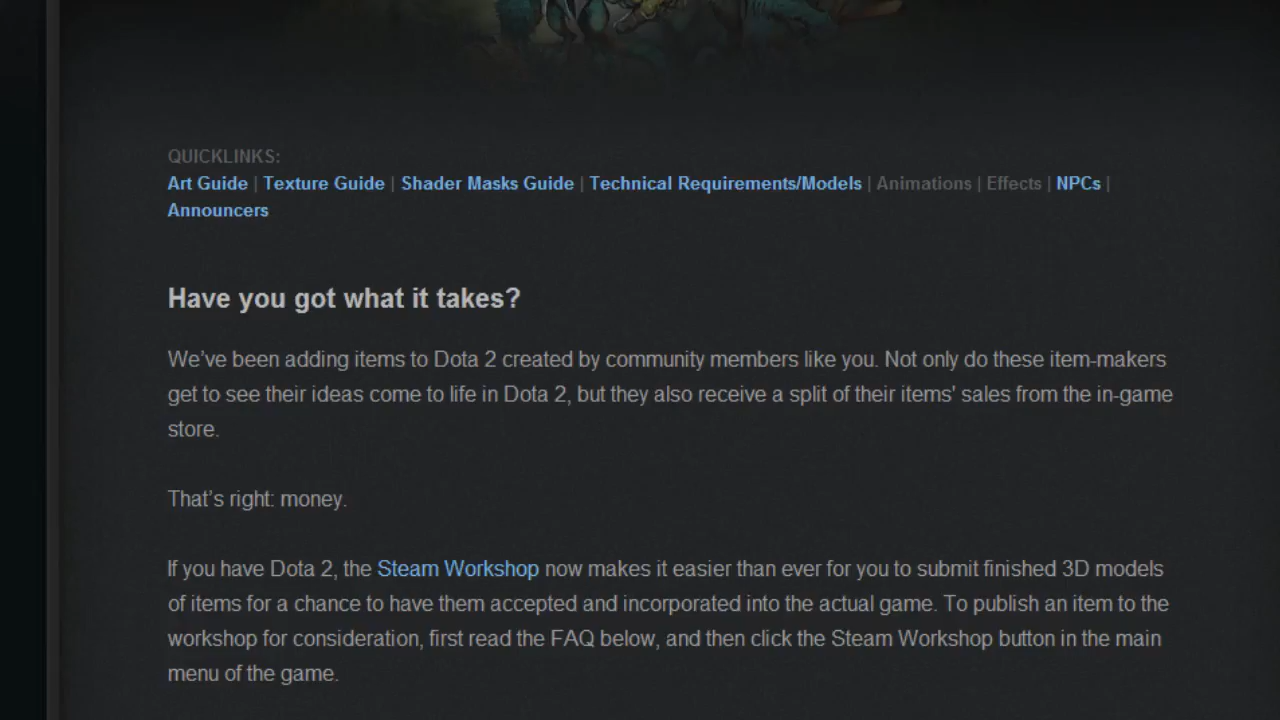 QUICKLINKS:
Art Guide | Texture Guide | Shader Masks Guide | Technical Requirements/Models | Animations | Effects | NPCs |
Announcers
Have you got what it takes?
We've been adding items to Dota 2 created by community members like you. Not only do these item-makers
get to see their ideas come to life in Dota 2, but they also receive a split of their items' sales from the in-game
store.
That's right: money.
If you have Dota 2, the Steam Workshop now makes it easier than ever for you to submit finished 3D models
of items for a chance to have them accepted and incorporated into the actual game. To publish an item to the
workshop for consideration, first read the FAQ below, and then click the Steam Workshop button in the main
menu of the game.